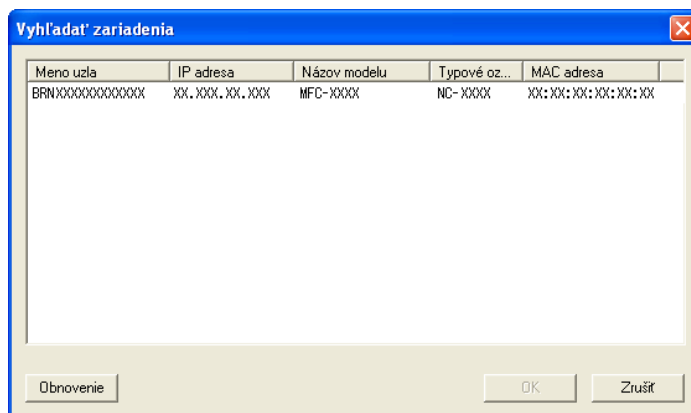 Vyhľadať zariadenia
Meno uzla IP adresa Názov modelu Typové oz... MAC adresa
BRNXXXXXXXXXXXX XX.XXX.XX.XXX MFC-XXXX NC-XXXX XX:XX:XX:XX:XX:XX
Obnovenie OK Zrušiť